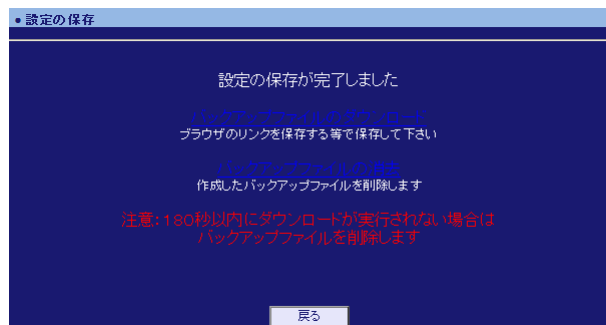 ●設定の保存
設定の保存が完了しました
バックアップファイルのダウンロード
ブラウザのリンクを保存する等で保存して下さい
バックアップファイルの消去
作成したバックアップファイルを削除します
注意:180秒以内にダウンロードが実行されない場合は
バックアップファイルを削除します
戻る